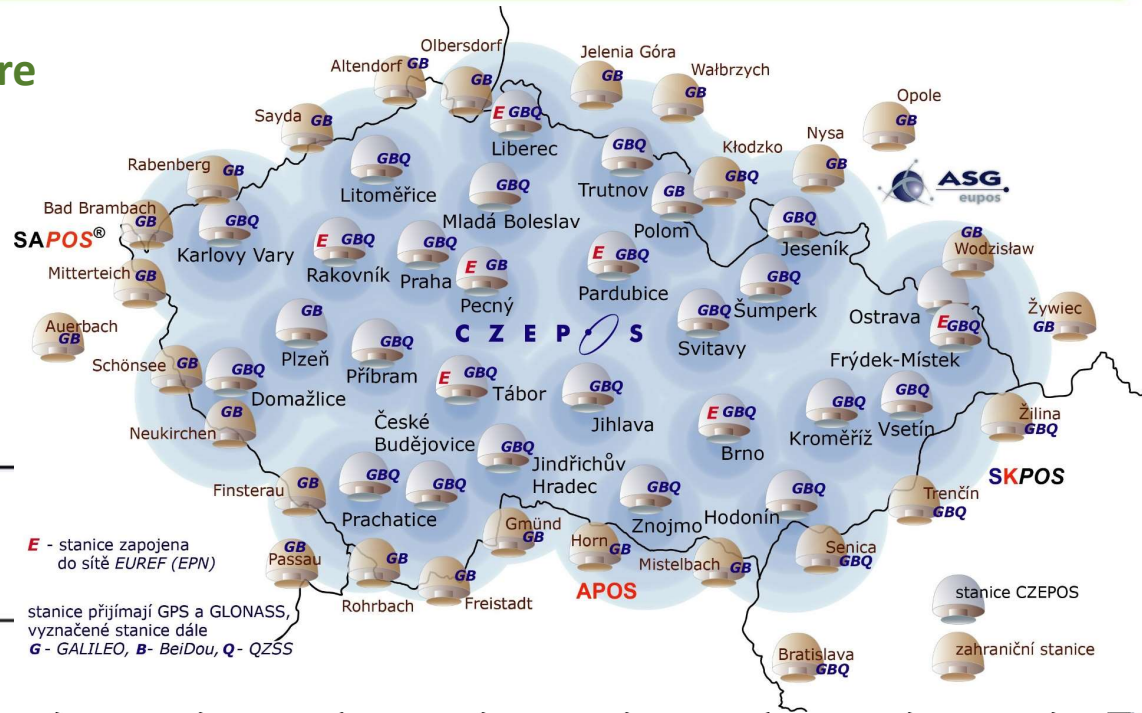 re
Olbersdorf
Altendorf GB
GB
Jelenia Góra
GB
Wałbrzych
GB
Opole
GB
Sayda GB
E GBQ
Liberec
GBQ
Trutnov
Kłodzko
GBQ
Nysa
GB
ASG
eupos
Rabenberg
GB
GBQ
Litoměřice
GBQ
Mladá Boleslav
GB
Polom
GBQ
Jeseník
Bad Brambach
GB
SAPOS®
GBQ
Karlovy Vary
E GBQ
Rakovník
GBQ
Praha
E GB
Pecný
E GBQ
Pardubice
GBQ
Šumperk
GB
Wodzisław
Mitterteich GB
Ostrava
EGBQ
Frýdek-Místek
Żywiec
GB
Auerbach
GB
GB
Plzeň
GBQ
Příbram
CZEPOS
GBQ
Svitavy
Schönsee GB
GBQ
Domažlice
E GBQ
Tábor
GBQ
Jihlava
E GBQ
Brno
GBQ
Kroměříž
GBQ
Vsetín
Žilina
GBQ
GB
Neukirchen
České
Budějovice
GBQ
Jindřichův
Hradec
SKPOS
Finsterau GB
GBQ
Prachatice
GBQ
GBQ
Znojmo
GBQ
Hodonín
Trenčín
GBQ
E - stanice zapojena
do sítě EUREF (EPN)
GB
Passau
GB
Rohrbach
GB
Freistadt
Gmünd
GB
Horn GB
APOS
Mistelbach GB
Senica
GBQ
stanice CZEPOS
stanice přijímají GPS a GLONASS,
vyznačené stanice dále
G - GALILEO, B- BeiDou, Q - QZSS
Bratislava
GBQ
zahraniční stanice